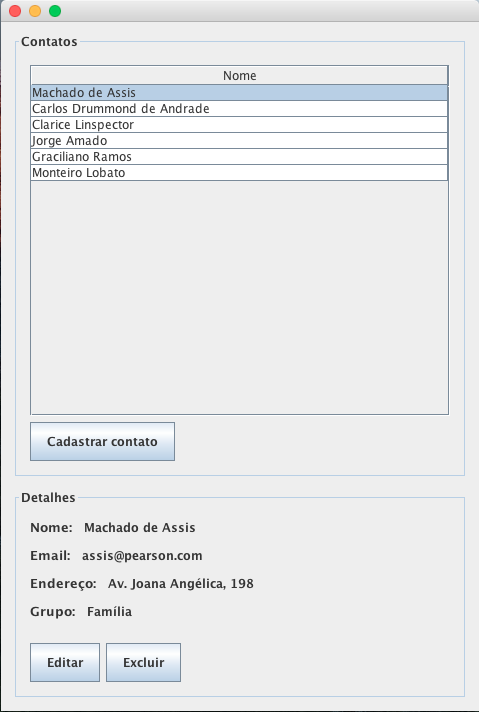 Contatos
Nome
Machado de Assis
Carlos Drummond de Andrade
Clarice Linspector
Jorge Amado
Graciliano Ramos
Monteiro Lobato
Cadastrar contato
Detalhes
Nome: Machado de Assis
Email: assis@pearson.com
Endereço: Av. Joana Angélica, 198
Grupo: Família
Editar Excluir